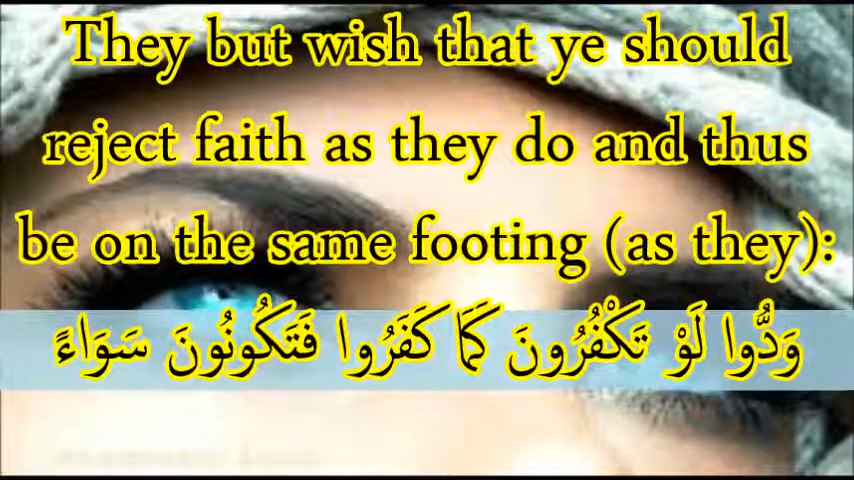 They but wish that ye should
reject faith as they do and thus
be on the same footing (as they):
وَدُّوا لَوْ تَكْفُرُونَ كَمَا كَفَرُوا فَتَكُونُونَ سَوَاءً